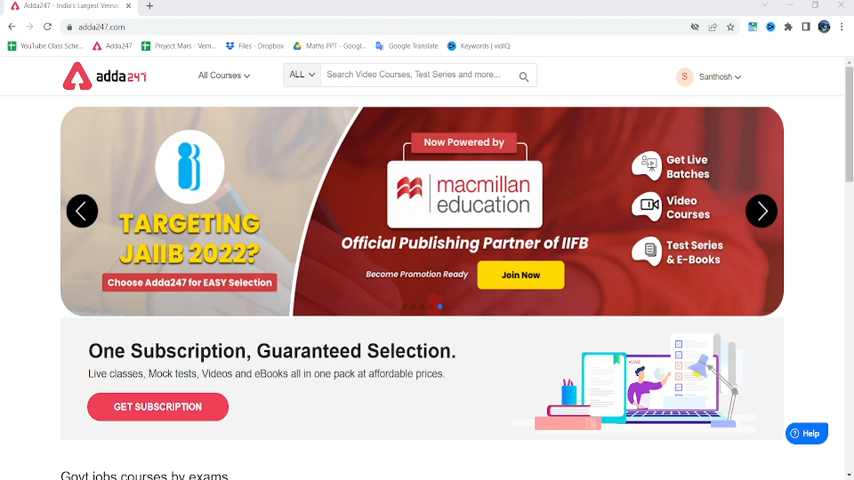 Adda247 - India's Largest Verna
adda247.com
YouTube Class Sche...
Adda247
Project Mars - Vern...
Files - Dropbox
Maths PPT - Googl...
Google Translate
Keywords | vidIQ
adda247
All Courses
ALL
Search Video Courses, Test Series and more...
S
Santhosh
TARGETING
JAIIB 2022?
Choose Adda247 for EASY Selection
Now Powered by
macmillan
education
Official Publishing Partner of IIFB
Become Promotion Ready
Join Now
Get Live
Batches
Video
Courses
Test Series
& E-Books
One Subscription, Guaranteed Selection.
Live classes, Mock tests, Videos and eBooks all in one pack at affordable prices.
GET SUBSCRIPTION
LIVE
Help
Govt jobs courses by exams